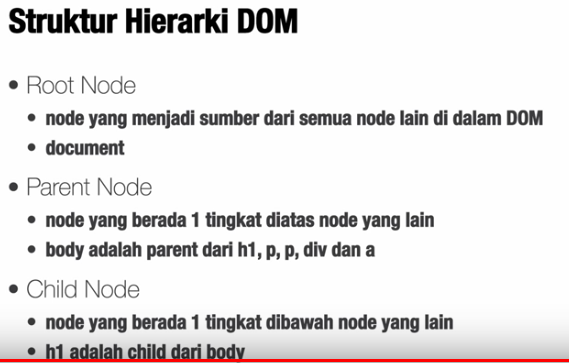 Struktur Hierarki DOM
• Root Node
• node yang menjadi sumber dari semua node lain di dalam DOM
• document
• Parent Node
• node yang berada 1 tingkat diatas node yang lain
• body adalah parent dari h1, p, p, div dan a
• Child Node
• node yang berada 1 tingkat dibawah node yang lain
• h1 adalah child dari body